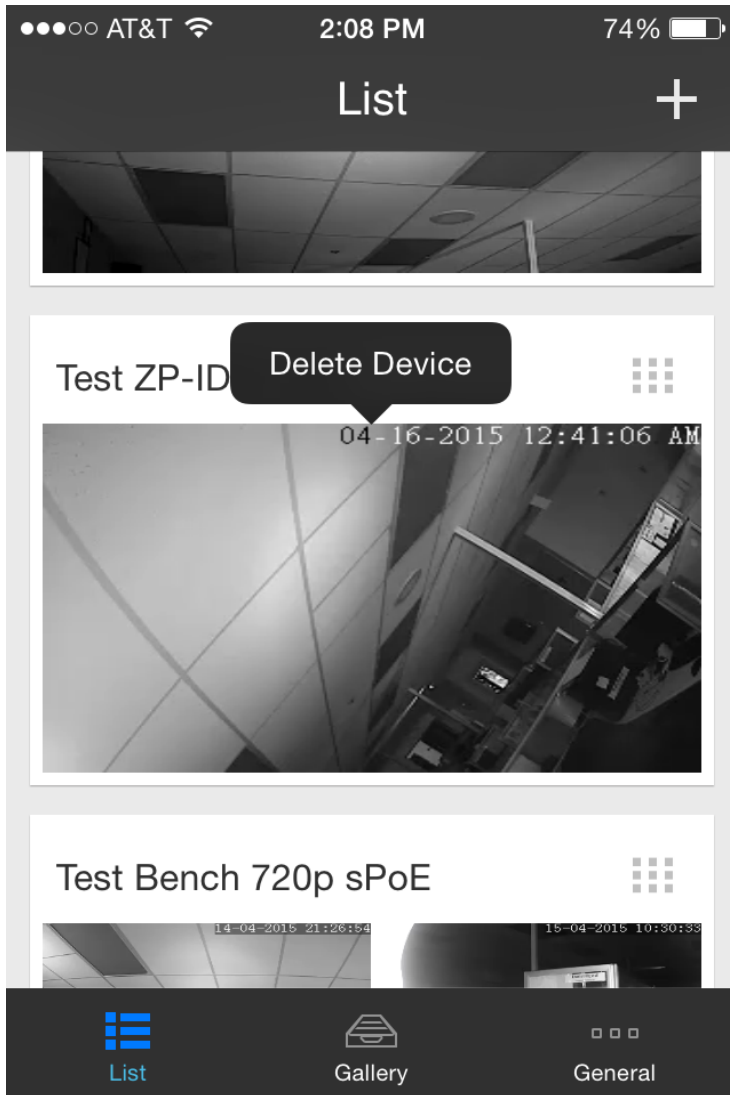 AT&T 2:08 PM 74%
List +
Delete Device
Test ZP-ID
04-16-2015 12:41:06 AM
Test Bench 720p sPoE
14-04-2015 21:26:54
15-04-2015 10:30:33
List Gallery General